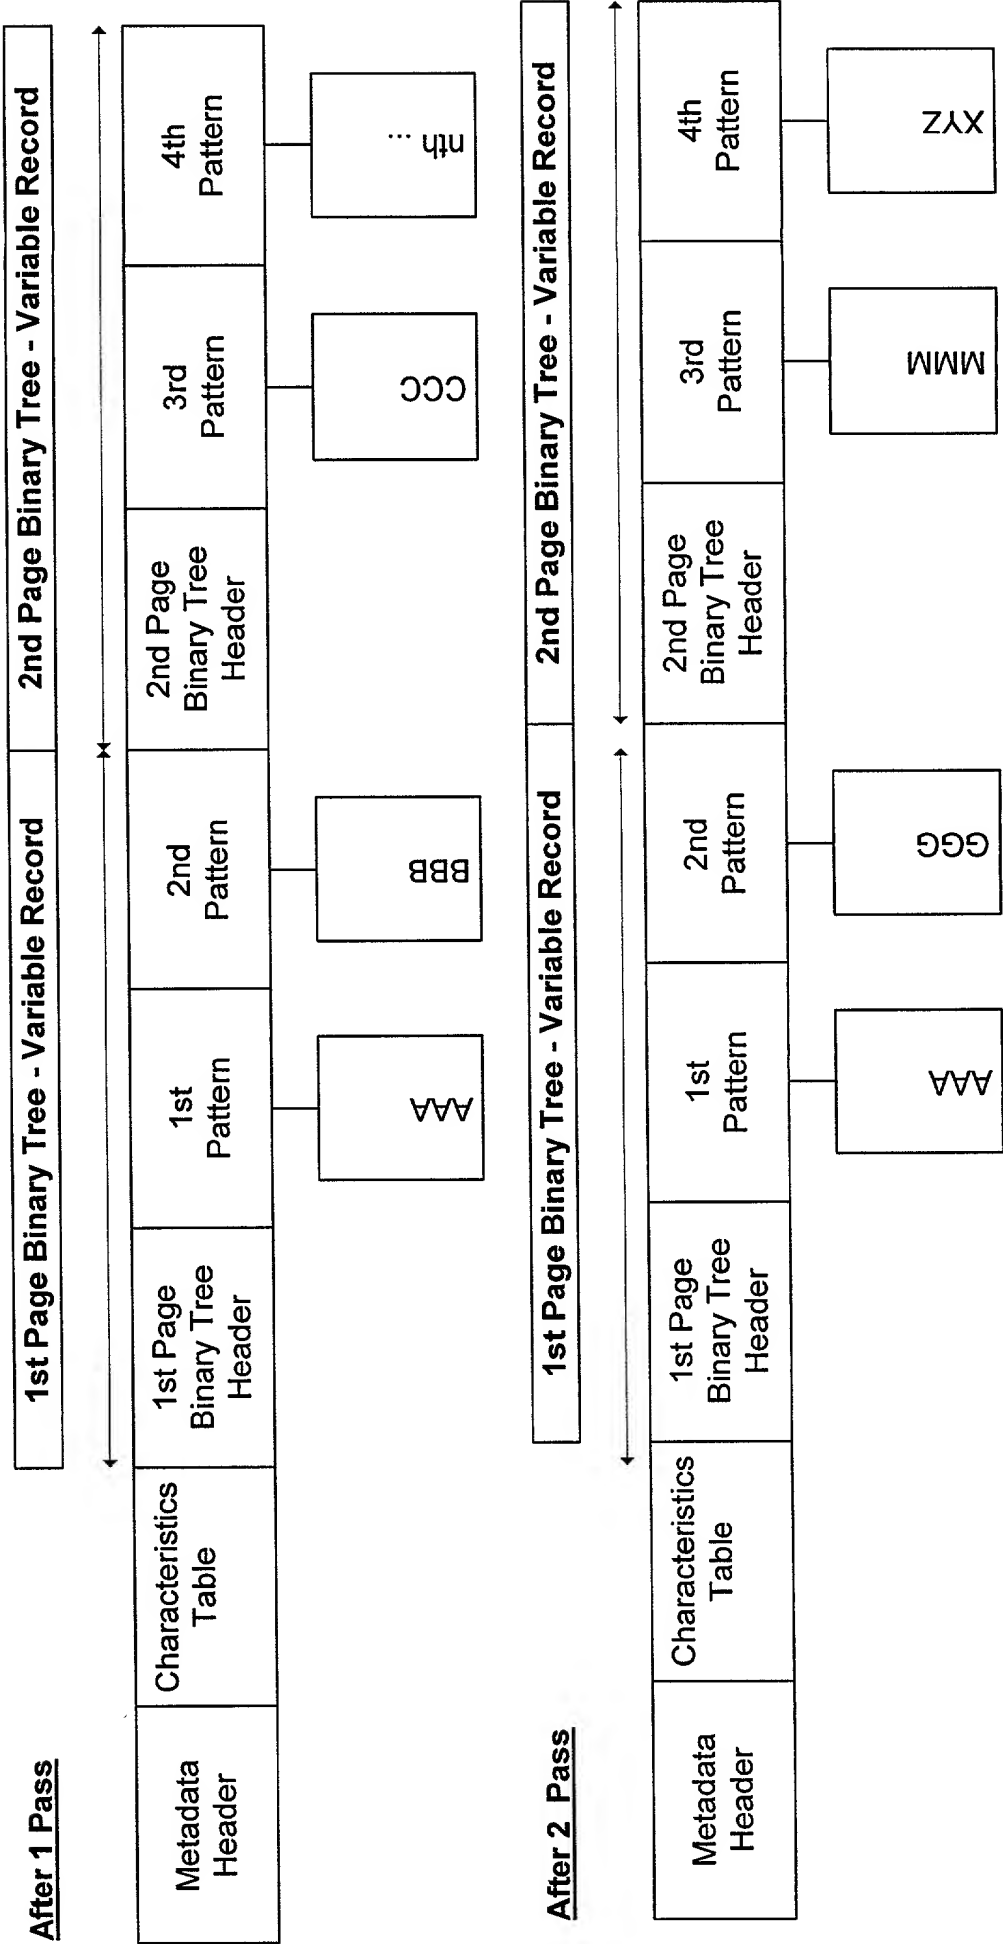 After 1 Pass
1st Page Binary Tree - Variable Record
2nd Page Binary Tree - Variable Record
Metadata
Header
Characteristics
Table
1st Page
Binary Tree
Header
1st
Pattern
2nd
Pattern
2nd Page
Binary Tree
Header
3rd
Pattern
4th
Pattern
AAA
BBB
CCC
nth ...
After 2 Pass
1st Page Binary Tree - Variable Record
2nd Page Binary Tree - Variable Record
Metadata
Header
Characteristics
Table
1st Page
Binary Tree
Header
1st
Pattern
2nd
Pattern
2nd Page
Binary Tree
Header
3rd
Pattern
4th
Pattern
AAA
GGG
MMM
XYZ